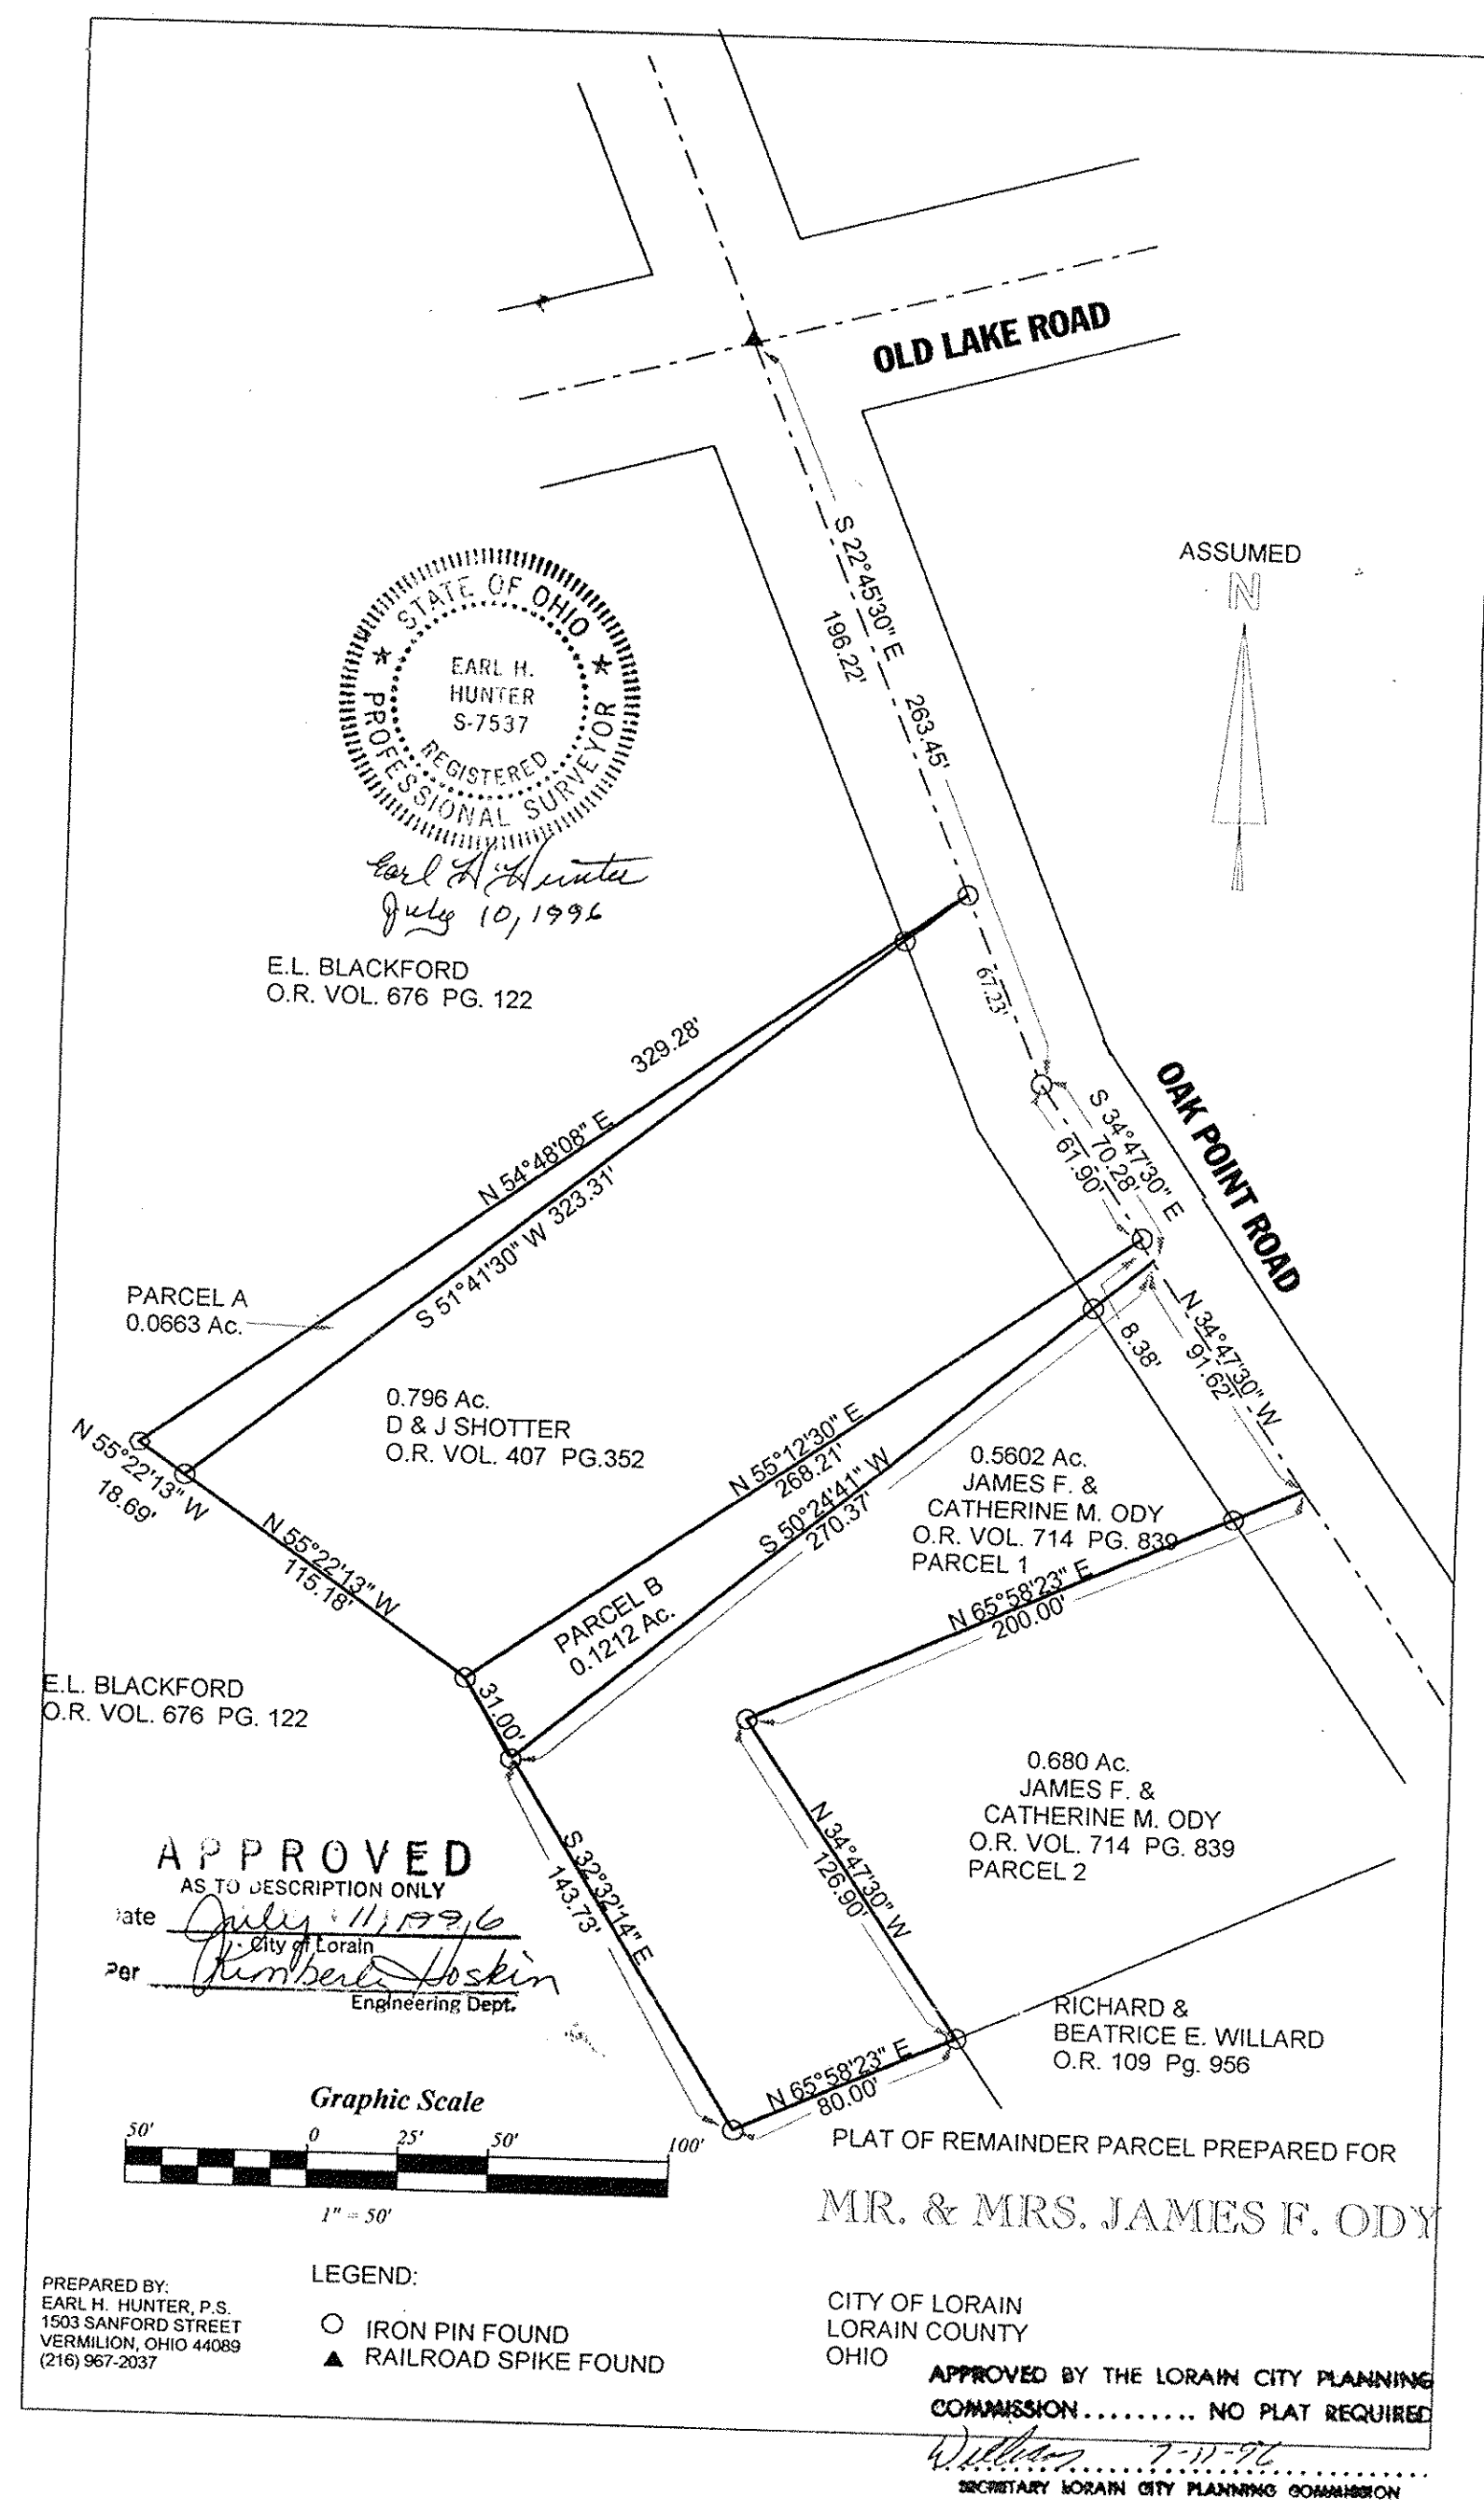 OLD LAKE ROAD
S 22°45'30" E
196.22'
263.45'
ASSUMED
N
STATE OF OHIO
EARL H.
HUNTER
S-7537
REGISTERED
PROFESSIONAL SURVEYOR
Earl H. Hunter
July 10, 1996
E.L. BLACKFORD
O.R. VOL. 676 PG. 122
67.23'
OAK POINT ROAD
S 34°47'30" E
70.28'
61.90'
329.28'
N 54°48'08" E
S 51°41'30" W 323.31'
PARCEL A
0.0663 Ac.
N 34°47'30" W
91.62'
8.38'
0.796 Ac.
D & J SHOTTER
O.R. VOL. 407 PG.352
N 55°22'13" W
18.69'
N 55°12'30" E
268.21'
S 50°24'41" W
270.37'
0.5602 Ac.
JAMES F. &
CATHERINE M. ODY
O.R. VOL. 714 PG. 839
PARCEL 1
N 55°22'13" W
115.18'
PARCEL B
0.1212 Ac.
N 65°58'23" E
200.00'
E.L. BLACKFORD
O.R. VOL. 676 PG. 122
31.00'
0.680 Ac.
JAMES F. &
CATHERINE M. ODY
O.R. VOL. 714 PG. 839
PARCEL 2
N 34°47'30" W
126.90'
S 32°32'14" E
143.73'
APPROVED
AS TO DESCRIPTION ONLY
ate July 11, 1996
City of Lorain
Per Kimberly Hoskin
Engineering Dept.
RICHARD &
BEATRICE E. WILLARD
O.R. 109 Pg. 956
N 65°58'23" E
80.00'
Graphic Scale
50' 0 25' 50' 100'
1" = 50'
PLAT OF REMAINDER PARCEL PREPARED FOR
MR. & MRS. JAMES F. ODY
PREPARED BY:
EARL H. HUNTER, P.S.
1503 SANFORD STREET
VERMILION, OHIO 44089
(216) 967-2037
LEGEND:
IRON PIN FOUND
RAILROAD SPIKE FOUND
CITY OF LORAIN
LORAIN COUNTY
OHIO
APPROVED BY THE LORAIN CITY PLANNING
COMMISSION......... NO PLAT REQUIRED
7-11-96
SECRETARY LORAIN CITY PLANNING COMMISSION